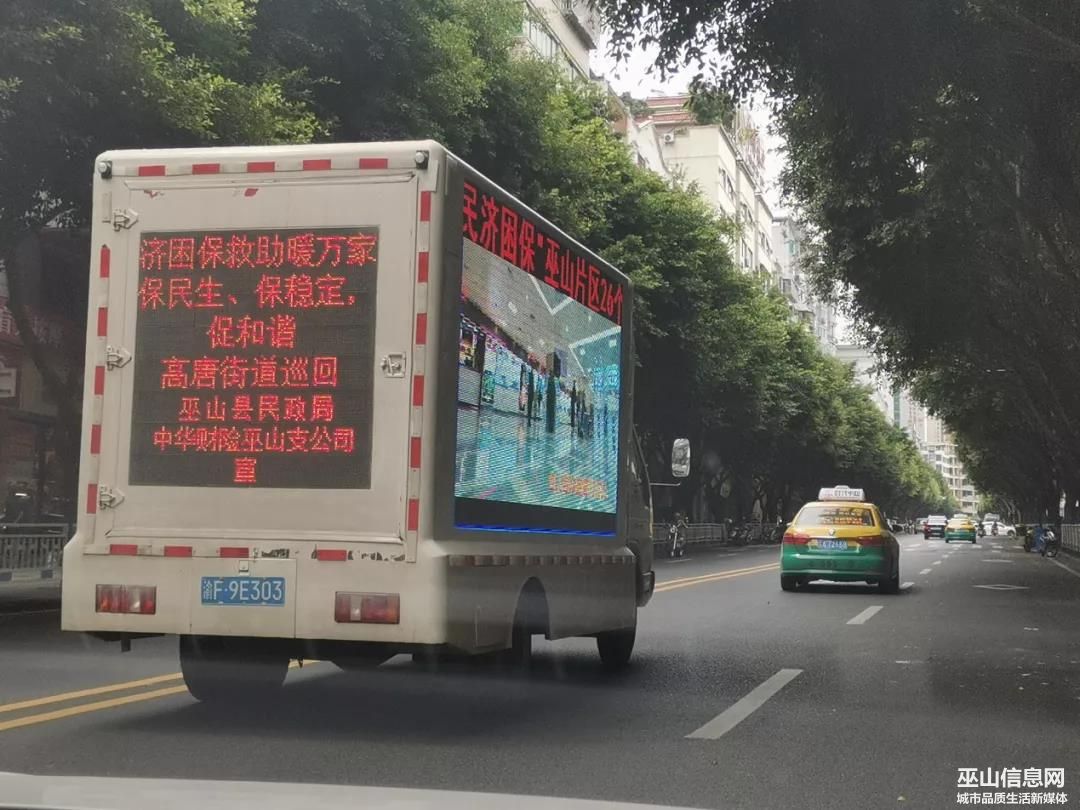 济困保救助暖万家
保民生、保稳定,
促和谐
高唐街道巡回
巫山县民政局
中华财险巫山支公司
宣
民济困保"巫山片区26个
渝F·9E303
巫山信息网
城市品质生活新媒体